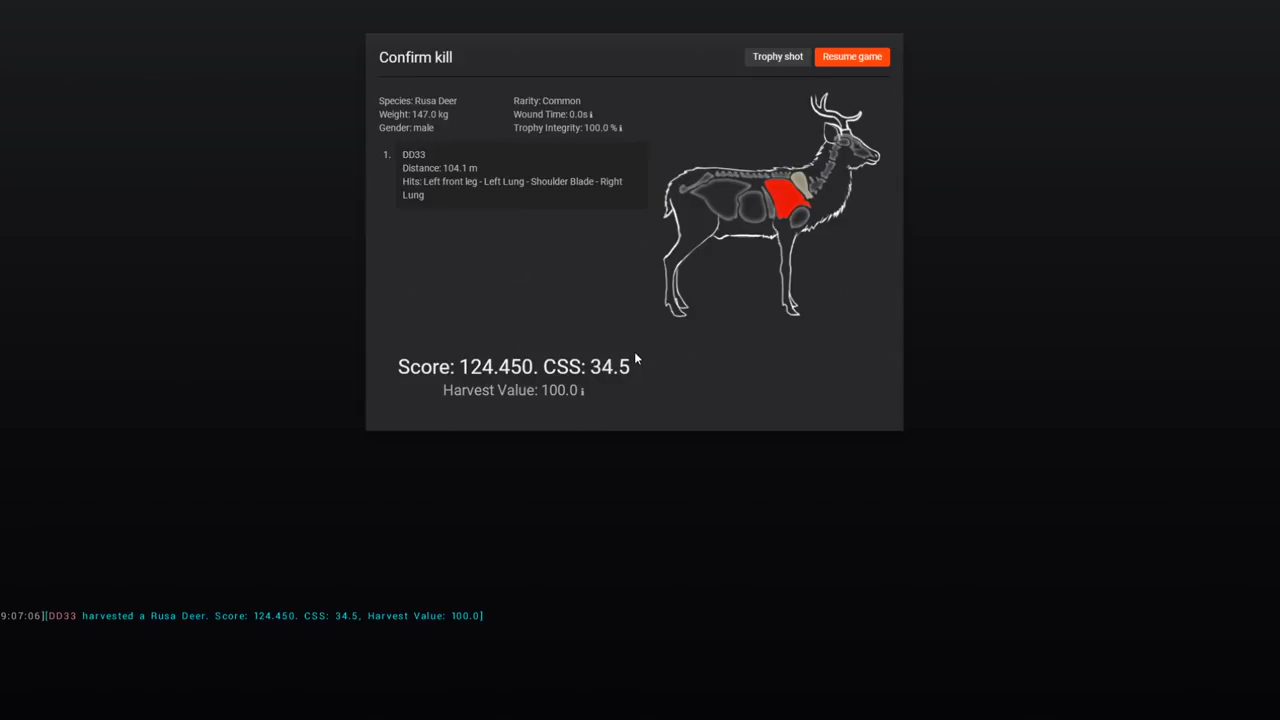 Confirm kill
Trophy shot
Resume game
Species: Rusa Deer
Rarity: Common
Weight: 147.0 kg
Wound Time: 0.0s
Gender: male
Trophy Integrity: 100.0 %
1. DD33
Distance: 104.1 m
Hits: Left front leg - Left Lung - Shoulder Blade - Right
Lung
Score: 124.450. CSS: 34.5
Harvest Value: 100.0
9:07:06][DD33 harvested a Rusa Deer. Score: 124.450. CSS: 34.5, Harvest Value: 100.0]